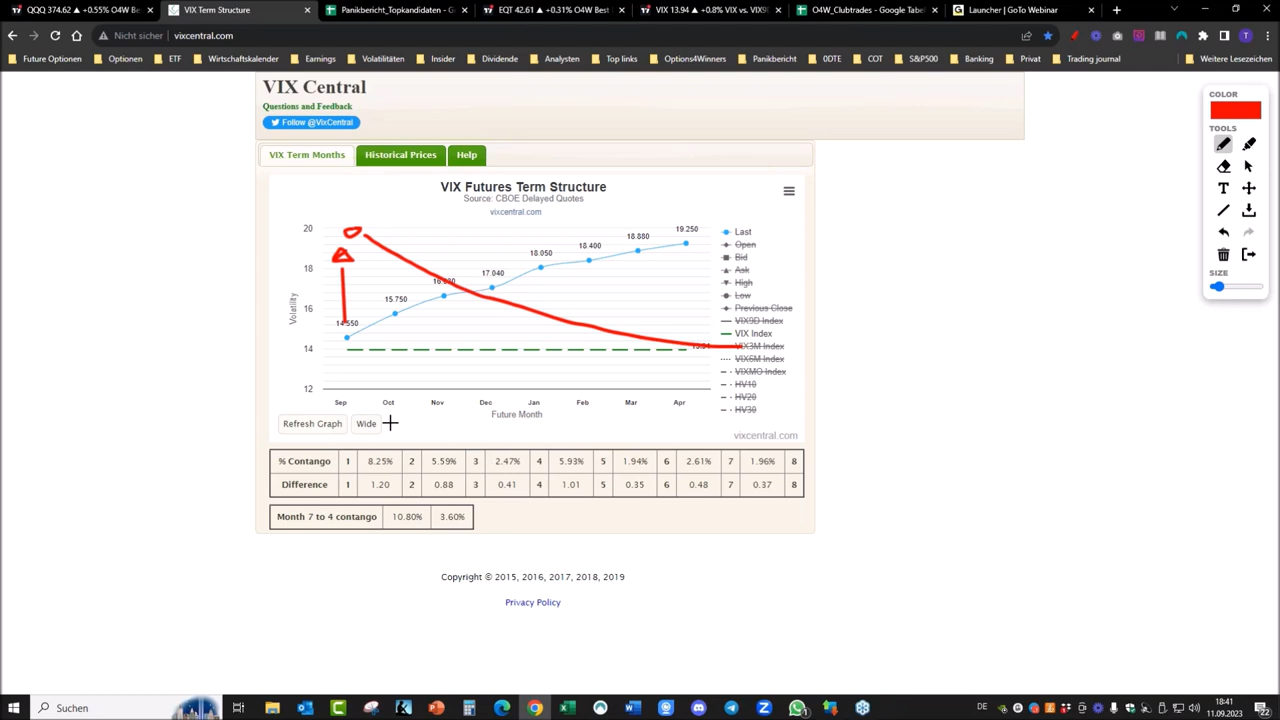 QQQ 374.62 ▲ +0.55% O4W Be
VIX Term Structure
Panikbericht_Topkandidaten - G
EQT 42.61 ▲ +0.31% O4W Bes
VIX 13.94 ▲ +0.8% VIX vs. VIX9
O4W_Clubtrades - Google Tabel
Launcher | GoTo Webinar
Nicht sicher | vixcentral.com
Future Optionen
Optionen
ETF
Wirtschaftskalender
Earnings
Volatilitäten
Insider
Dividende
Analysten
Top links
Options4Winners
Panikbericht
0DTE
COT
S&P500
Banking
Privat
Trading journal
Weitere Lesezeichen
VIX Central
Questions and Feedback
Follow @VixCentral
VIX Term Months
Historical Prices
Help
VIX Futures Term Structure
Source: CBOE Delayed Quotes
vixcentral.com
20
18
16
14
12
Volatility
14.550
15.750
17.040
18.050
18.400
18.880
19.250
Sep
Oct
Nov
Dec
Jan
Feb
Mar
Apr
Future Month
Last
Open
Bid
Ask
High
Low
Previous Close
VIX9D Index
VIX Index
VIX3M Index
VIX6M Index
VIXMO Index
HV10
HV20
HV30
Refresh Graph
Wide
vixcentral.com
% Contango 1 8.25% 2 5.59% 3 2.47% 4 5.93% 5 1.94% 6 2.61% 7 1.96% 8
Difference 1 1.20 2 0.88 3 0.41 4 1.01 5 0.35 6 0.48 7 0.37 8
Month 7 to 4 contango 10.80% 3.60%
Copyright © 2015, 2016, 2017, 2018, 2019
Privacy Policy
COLOR
TOOLS
SIZE
Suchen
DE
18:41
11.09.2023